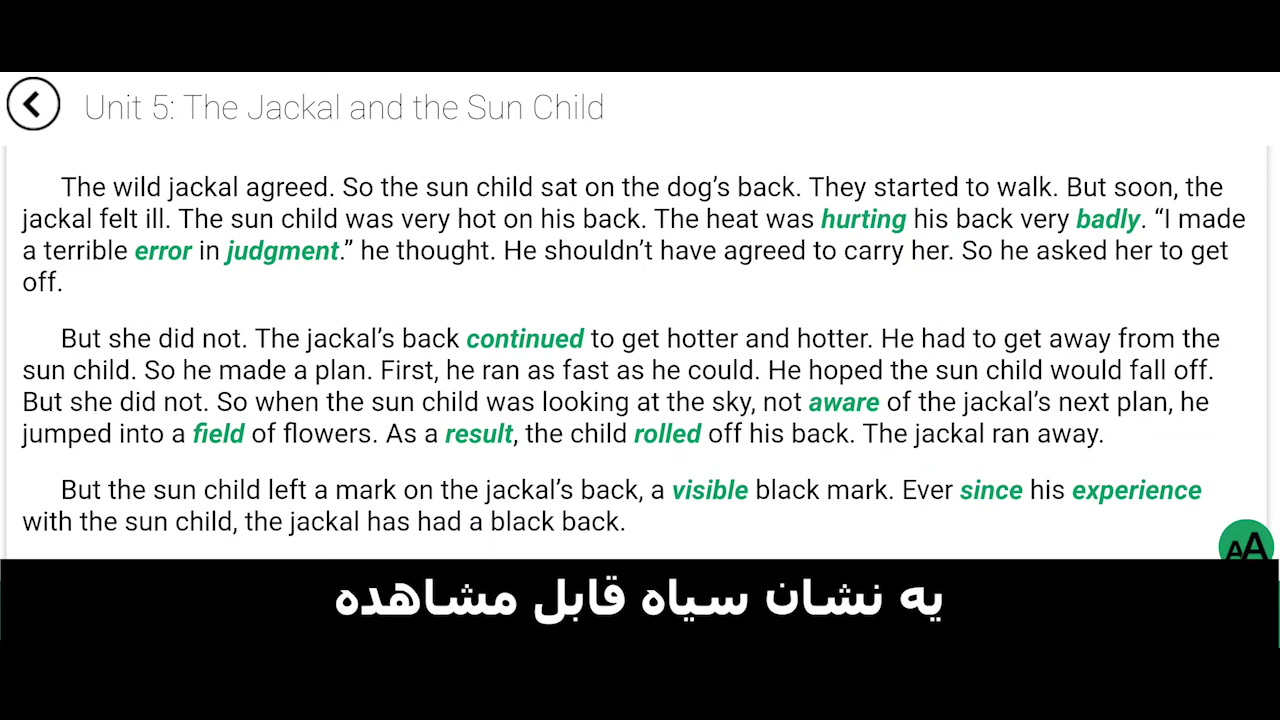 Unit 5: The Jackal and the Sun Child
The wild jackal agreed. So the sun child sat on the dog’s back. They started to walk. But soon, the
jackal felt ill. The sun child was very hot on his back. The heat was hurting his back very badly. “I made
a terrible error in judgment.” he thought. He shouldn’t have agreed to carry her. So he asked her to get
off.
But she did not. The jackal’s back continued to get hotter and hotter. He had to get away from the
sun child. So he made a plan. First, he ran as fast as he could. He hoped the sun child would fall off.
But she did not. So when the sun child was looking at the sky, not aware of the jackal’s next plan, he
jumped into a field of flowers. As a result, the child rolled off his back. The jackal ran away.
But the sun child left a mark on the jackal’s back, a visible black mark. Ever since his experience
with the sun child, the jackal has had a black back.
AA
یه نشان سیاه قابل مشاهده